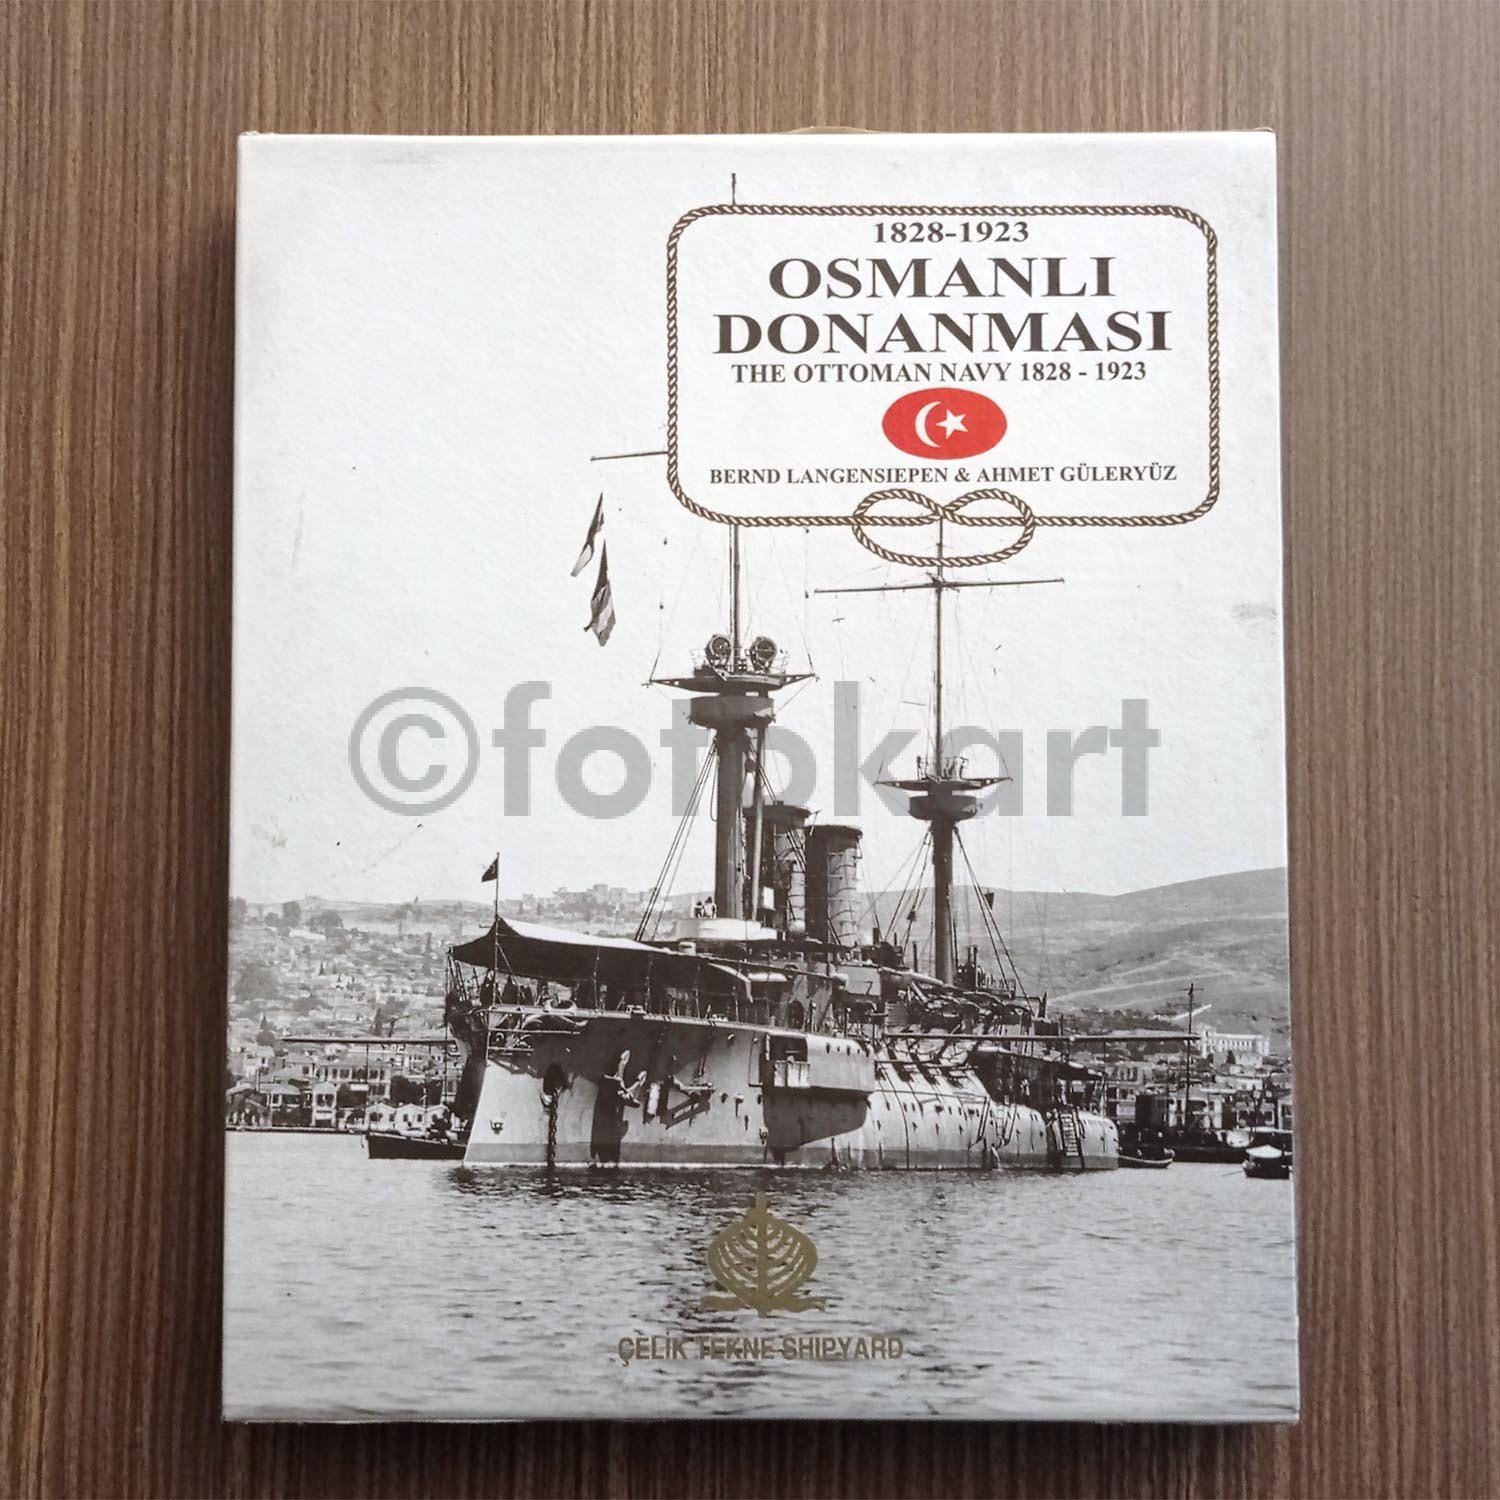 1828-1923
OSMANLI
DONANMASI
THE OTTOMAN NAVY 1828 - 1923
BERND LANGENSIEPEN & AHMET GÜLERYÜZ
©fotokart
ÇELİK TEKNE SHIPYARD